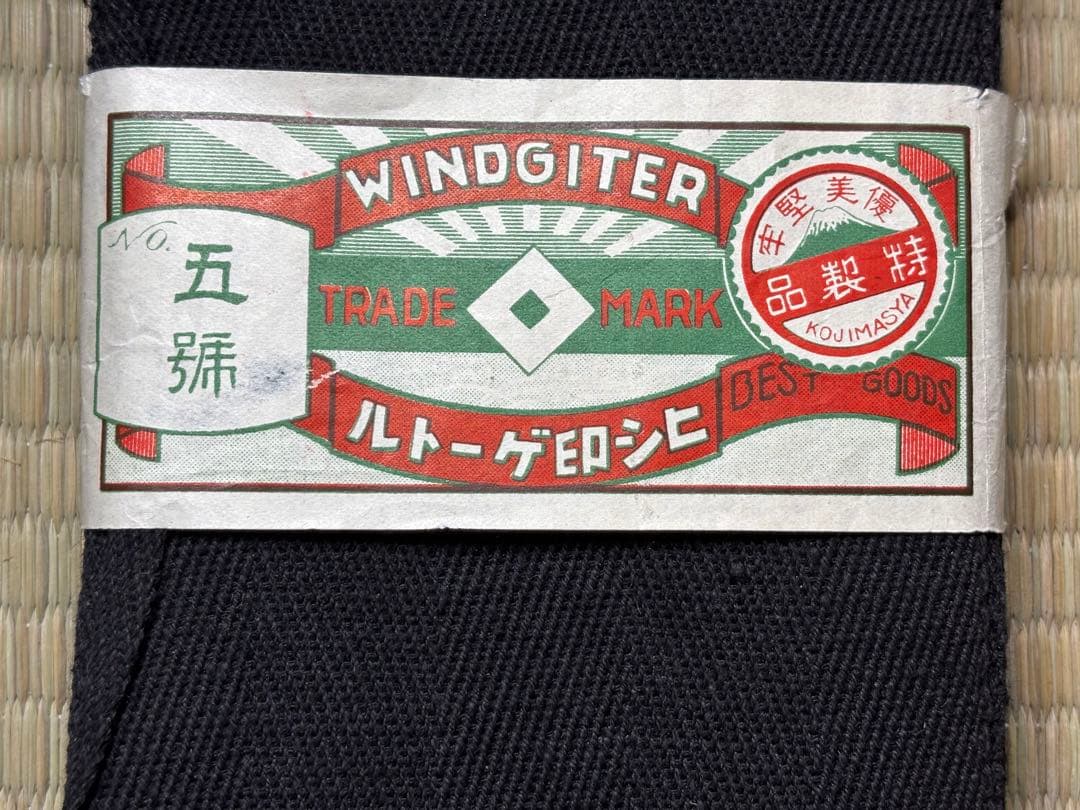 WINDGITER
No.
五
號
TRADE MARK
優美堅牢
特製品
KOJIMASYA
BEST GOODS
ヒシ印ゲートル